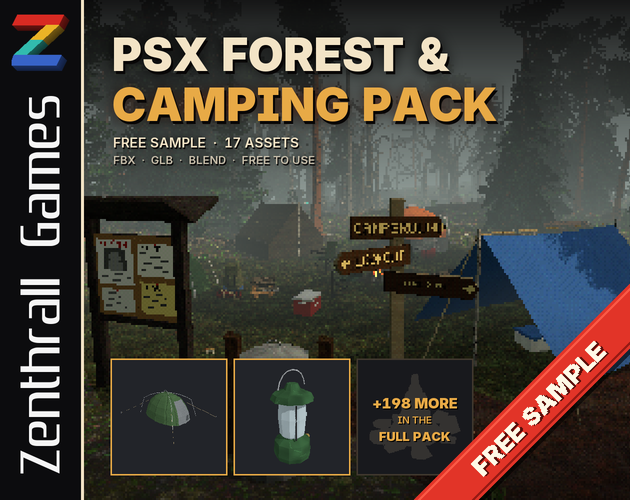 Zenthrall Games
PSX FOREST &
CAMPING PACK
FREE SAMPLE · 17 ASSETS
FBX · GLB · BLEND · FREE TO USE
+198 MORE
IN THE
FULL PACK
FREE SAMPLE